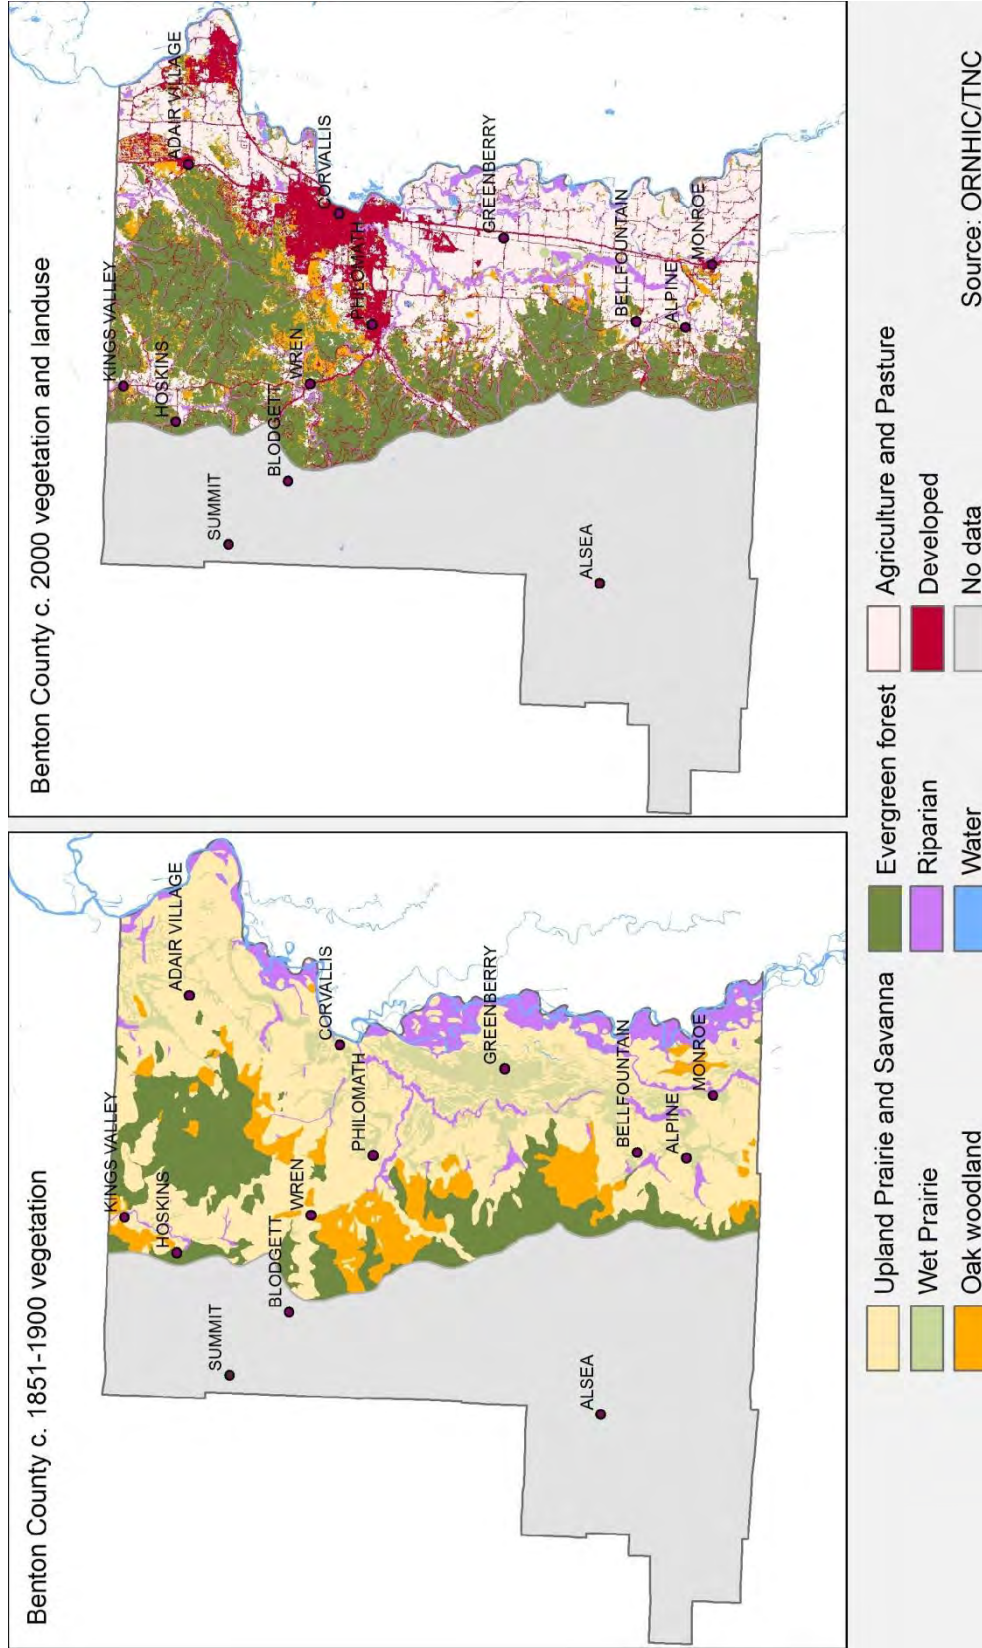 Benton County c. 1851-1900 vegetation
KINGS VALLEY
HOSKINS
ADAIR VILLAGE
SUMMIT
BLODGETT
WREN
CORVALLIS
PHILOMATH
GREENBERRY
ALSEA
BELLFOUNTAIN
ALPINE
MONROE
Benton County c. 2000 vegetation and landuse
KINGS VALLEY
HOSKINS
ADAIR VILLAGE
SUMMIT
BLODGETT
WREN
CORVALLIS
PHILOMATH
GREENBERRY
ALSEA
BELLFOUNTAIN
ALPINE
MONROE
Upland Prairie and Savanna
Wet Prairie
Oak woodland
Evergreen forest
Riparian
Water
Agriculture and Pasture
Developed
No data
Source: ORNHIC/TNC